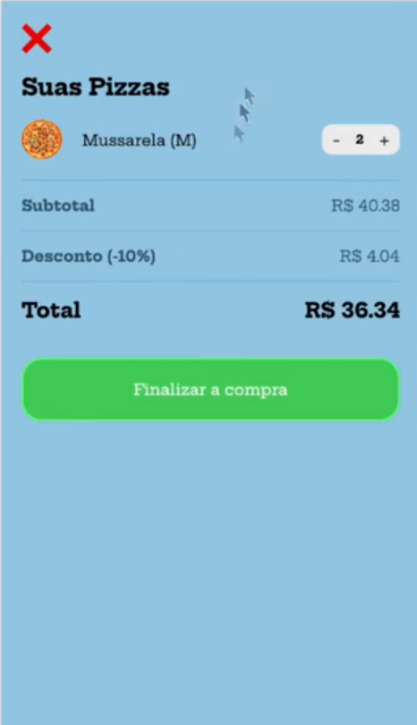 Suas Pizzas
Mussarela (M) - 2 +
Subtotal R$ 40.38
Desconto (-10%) R$ 4.04
Total R$ 36.34
Finalizar a compra